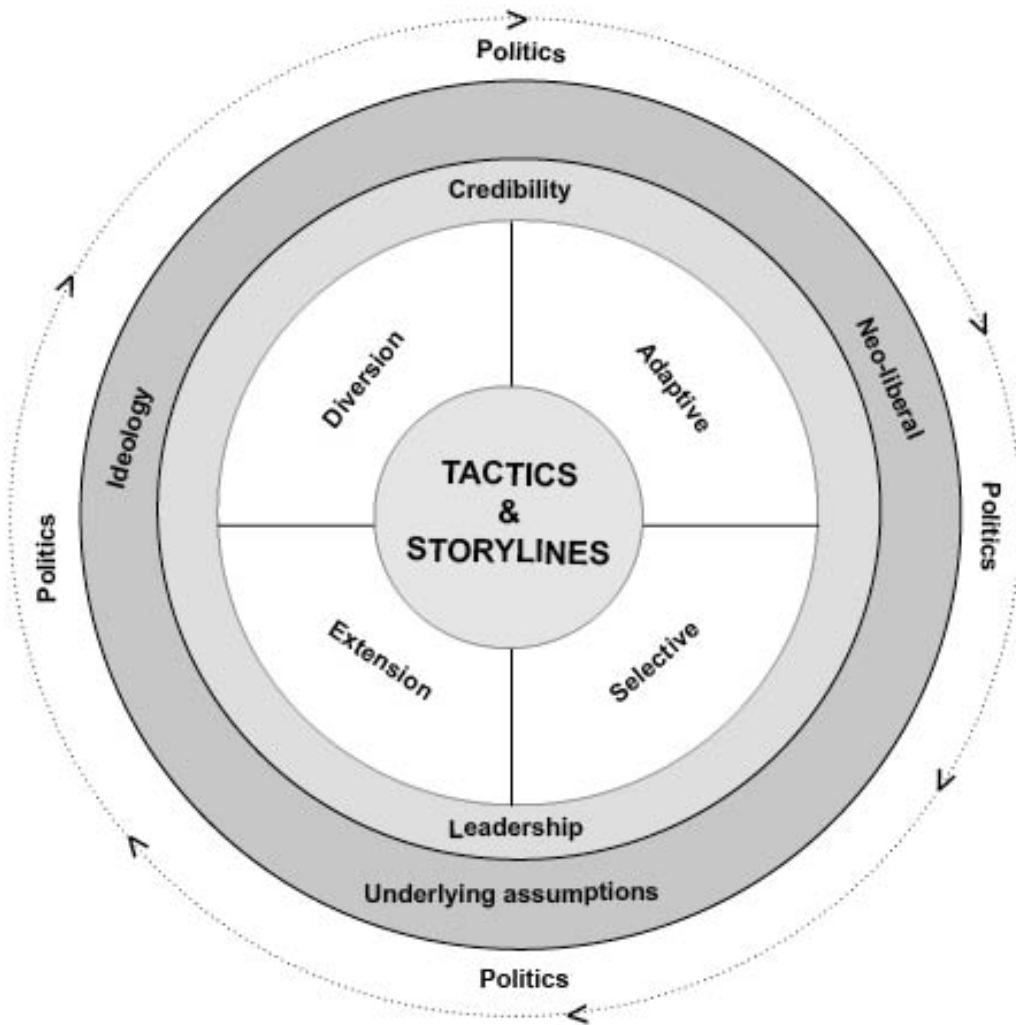 Politics
Credibility
Neo-liberal
Diversion
Adaptive
Ideology
TACTICS
&
STORYLINES
Politics
Politics
Extension
Selective
Leadership
Underlying assumptions
Politics